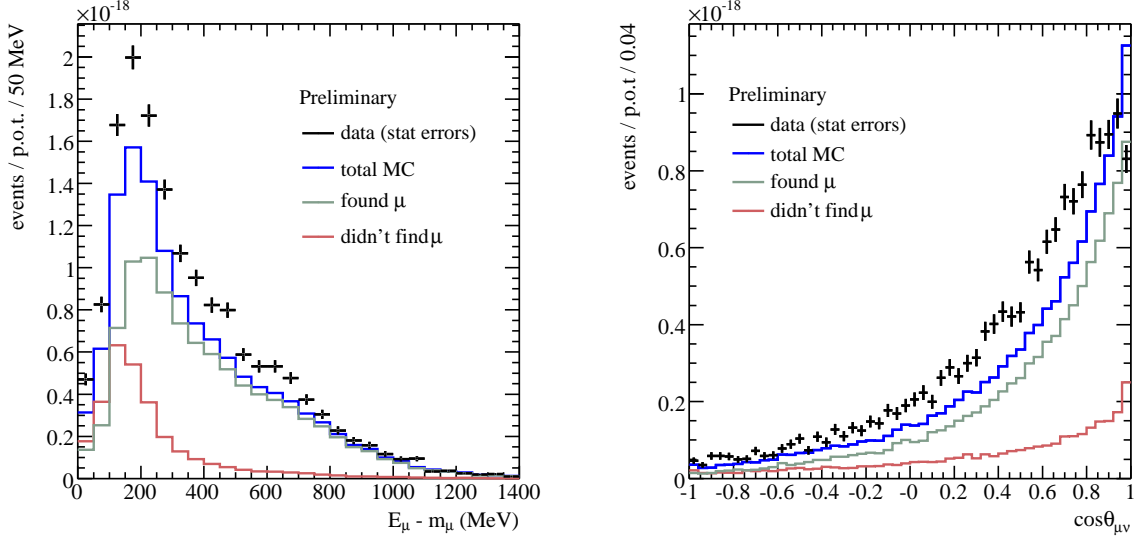 ×10⁻¹⁸
events / p.o.t. / 50 MeV
2
1.8
1.6
1.4
1.2
1
0.8
0.6
0.4
0.2
0
Preliminary
data (stat errors)
total MC
found μ
didn't find μ
0 200 400 600 800 1000 1200 1400
E_μ - m_μ (MeV)
×10⁻¹⁸
events / p.o.t / 0.04
1
0.8
0.6
0.4
0.2
0
Preliminary
data (stat errors)
total MC
found μ
didn't find μ
-1 -0.8 -0.6 -0.4 -0.2 -0 0.2 0.4 0.6 0.8 1
cosθ_μν